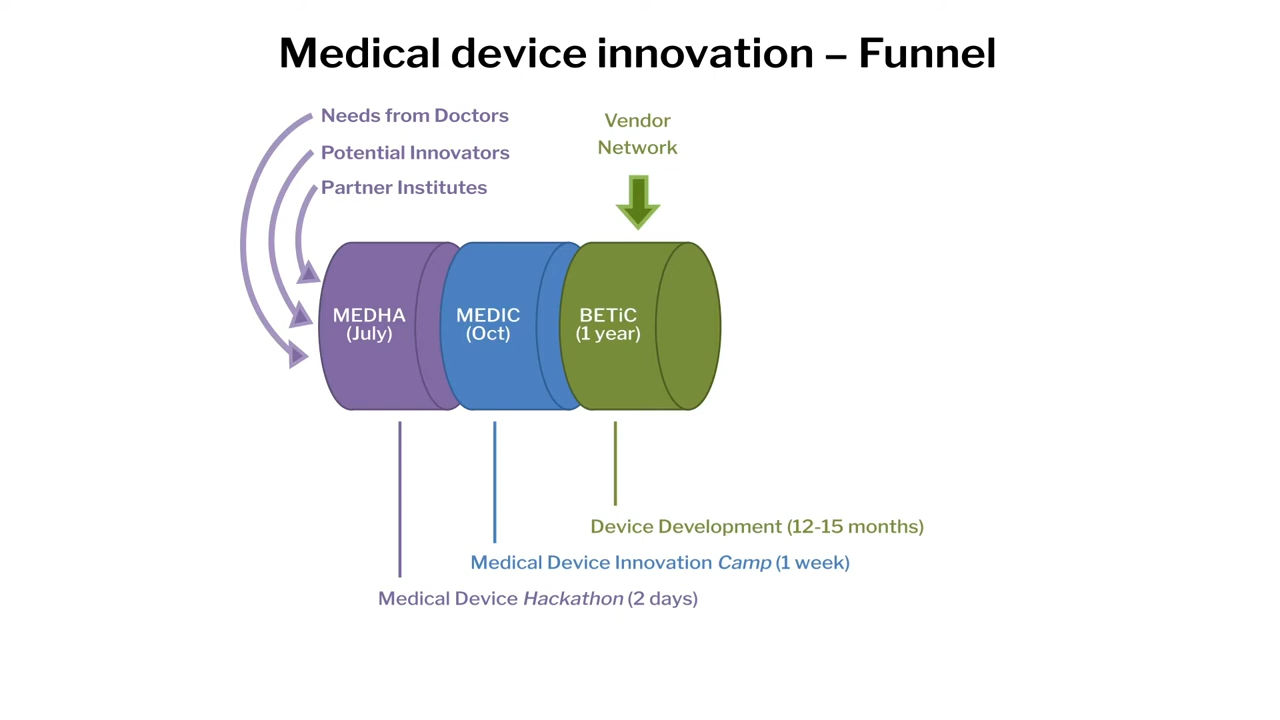 Medical device innovation – Funnel
Needs from Doctors
Potential Innovators
Partner Institutes
Vendor
Network
MEDHA
(July)
MEDIC
(Oct)
BETiC
(1 year)
Device Development (12-15 months)
Medical Device Innovation Camp (1 week)
Medical Device Hackathon (2 days)